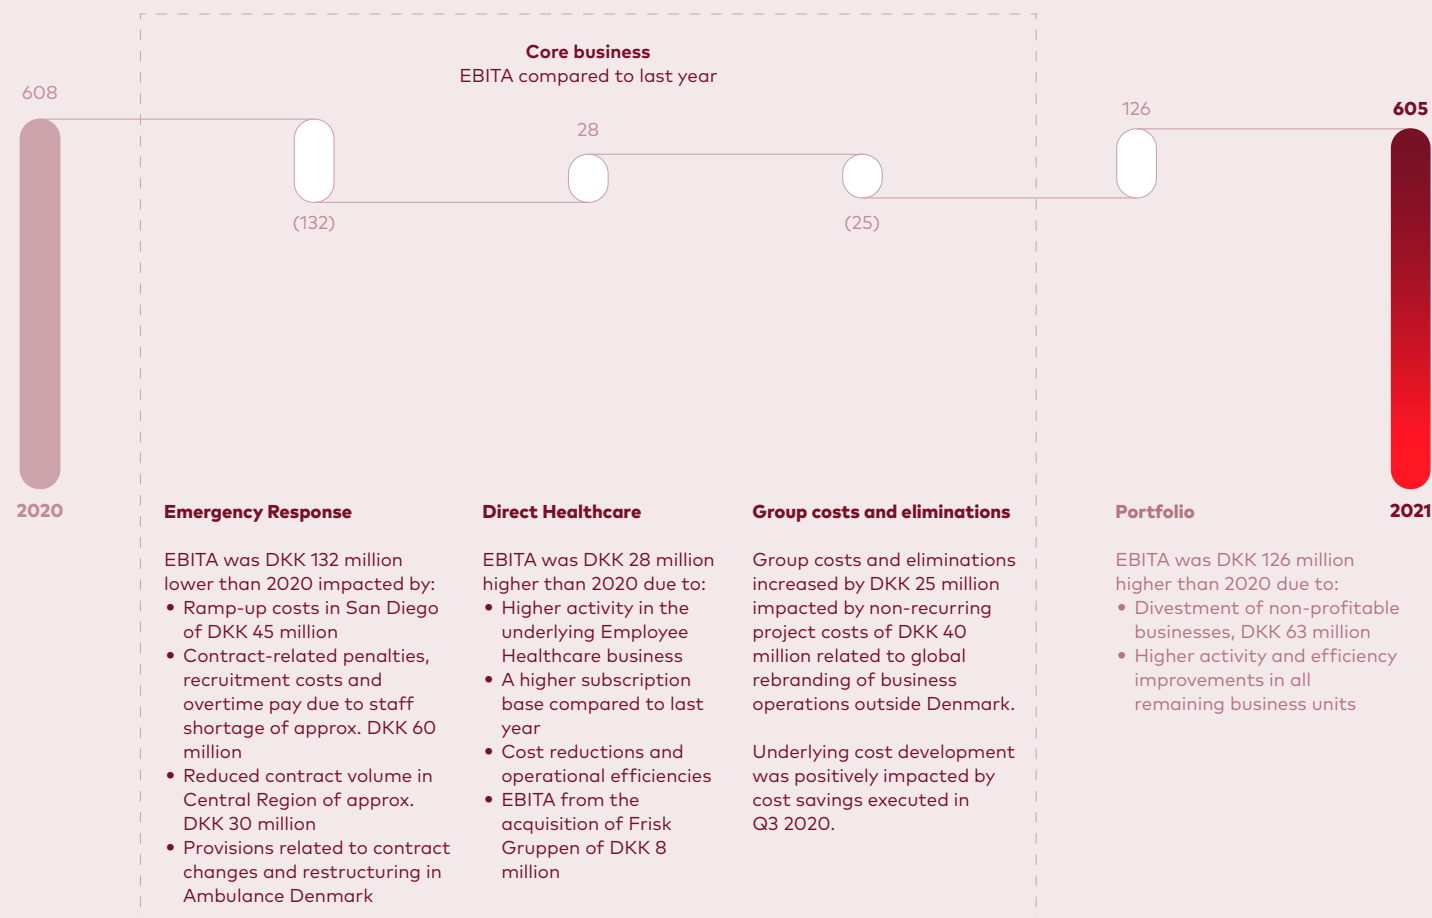 Core business
EBITA compared to last year
608
(132)
28
(25)
126
605
2020
Emergency Response
EBITA was DKK 132 million
lower than 2020 impacted by:
• Ramp-up costs in San Diego
of DKK 45 million
• Contract-related penalties,
recruitment costs and
overtime pay due to staff
shortage of approx. DKK 60
million
• Reduced contract volume in
Central Region of approx.
DKK 30 million
• Provisions related to contract
changes and restructuring in
Ambulance Denmark
Direct Healthcare
EBITA was DKK 28 million
higher than 2020 due to:
• Higher activity in the
underlying Employee
Healthcare business
• A higher subscription
base compared to last
year
• Cost reductions and
operational efficiencies
• EBITA from the
acquisition of Frisk
Gruppen of DKK 8
million
Group costs and eliminations
Group costs and eliminations
increased by DKK 25 million
impacted by non-recurring
project costs of DKK 40
million related to global
rebranding of business
operations outside Denmark.
Underlying cost development
was positively impacted by
cost savings executed in
Q3 2020.
Portfolio
EBITA was DKK 126 million
higher than 2020 due to:
• Divestment of non-profitable
businesses, DKK 63 million
• Higher activity and efficiency
improvements in all
remaining business units
2021